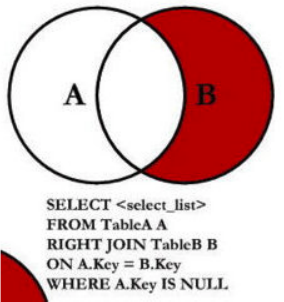 A B
SELECT <select_list>
FROM TableA A
RIGHT JOIN TableB B
ON A.Key = B.Key
WHERE A.Key IS NULL